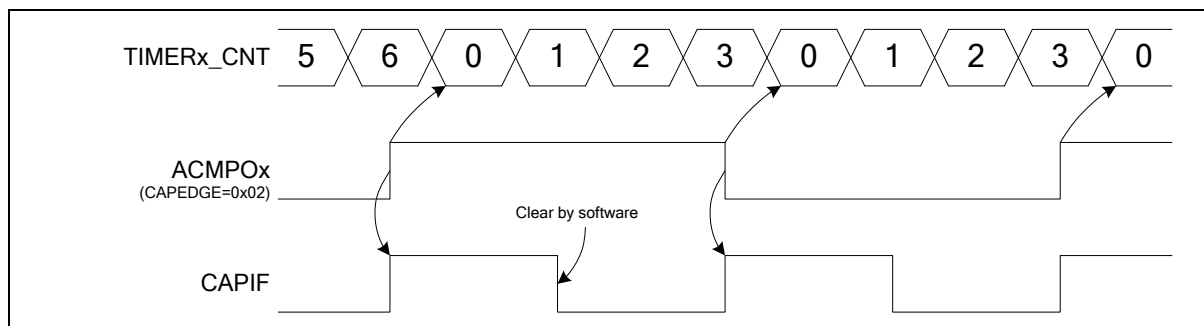 TIMERx_CNT 5 6 0 1 2 3 0 1 2 3 0
ACMPOx
(CAPEDGE=0x02)
Clear by software
CAPIF